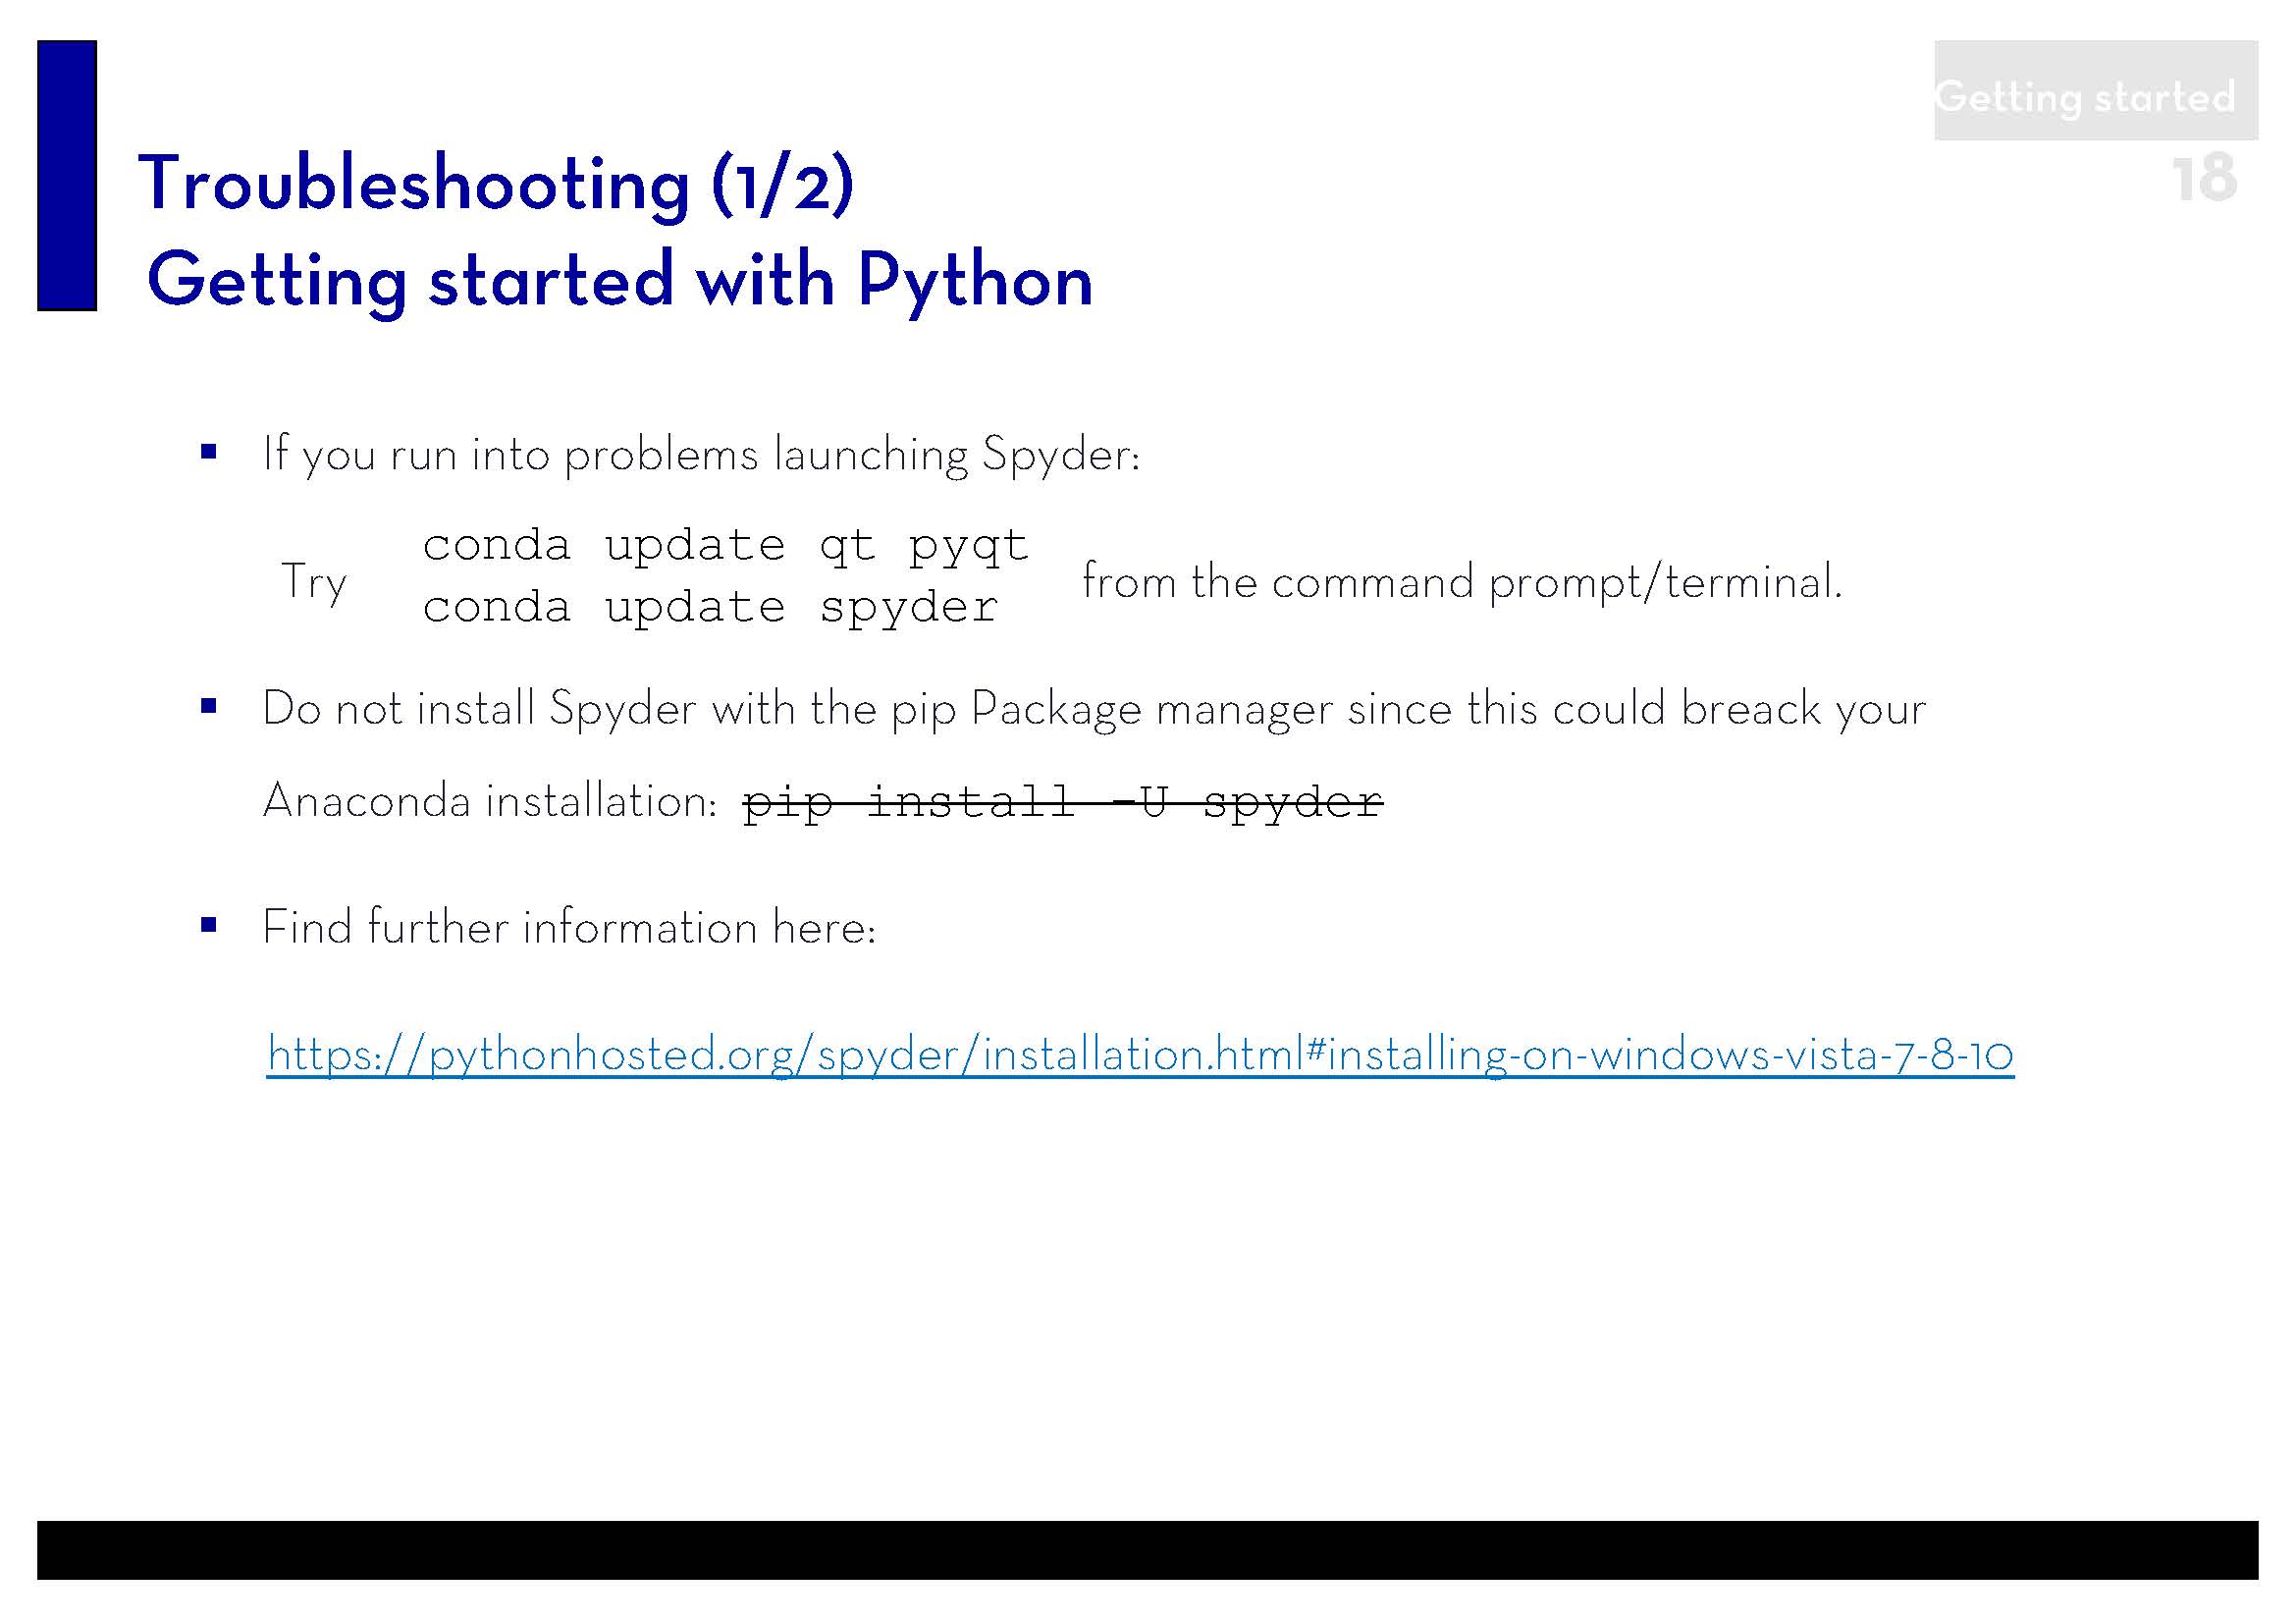 Getting started
18
Troubleshooting (1/2)
Getting started with Python
▪ If you run into problems launching Spyder:
conda update qt pyqt
Try from the command prompt/terminal.
conda update spyder
▪ Do not install Spyder with the pip Package manager since this could breack your
Anaconda installation: pip install -U spyder
▪ Find further information here:
https://pythonhosted.org/spyder/installation.html#installing-on-windows-vista-7-8-10